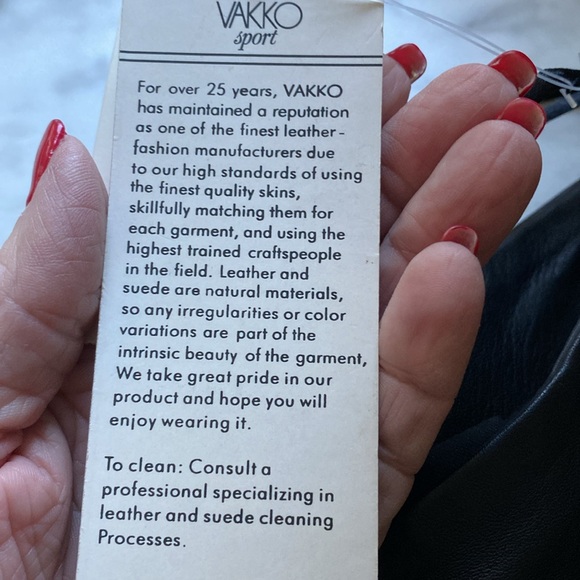 VAKKO
sport
For over 25 years, VAKKO
has maintained a reputation
as one of the finest leather-
fashion manufacturers due
to our high standards of using
the finest quality skins,
skillfully matching them for
each garment, and using the
highest trained craftspeople
in the field. Leather and
suede are natural materials,
so any irregularities or color
variations are part of the
intrinsic beauty of the garment,
We take great pride in our
product and hope you will
enjoy wearing it.
To clean: Consult a
professional specializing in
leather and suede cleaning
Processes.